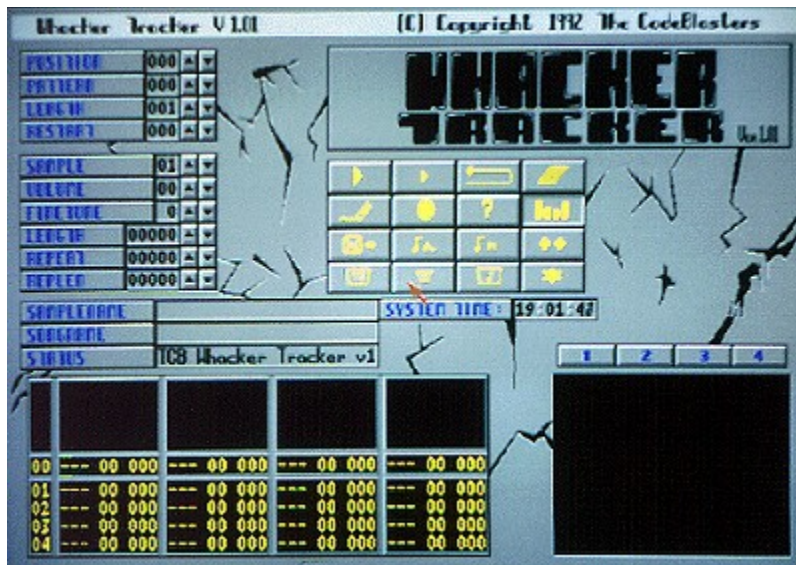 Whacker Tracker V 1.01 (C) Copyright 1992 The CodeBlasters
POSITION 000
PATTERN 000
LENGTH 001
RESTART 000
WHACKER
TRACKER Ver 1.01
SAMPLE 01
VOLUME 00
FINETUNE 0
LENGTH 00000
REPEAT 00000
REPLEN 00000
?
SAMPLENAME SYSTEM TIME: 19:01:42
SONGNAME
STATUS TCB Whacker Tracker v1
1 2 3 4
00 --- 00 000 --- 00 000 --- 00 000 --- 00 000
01 --- 00 000 --- 00 000 --- 00 000 --- 00 000
02 --- 00 000 --- 00 000 --- 00 000 --- 00 000
03 --- 00 000 --- 00 000 --- 00 000 --- 00 000
04 --- 00 000 --- 00 000 --- 00 000 --- 00 000